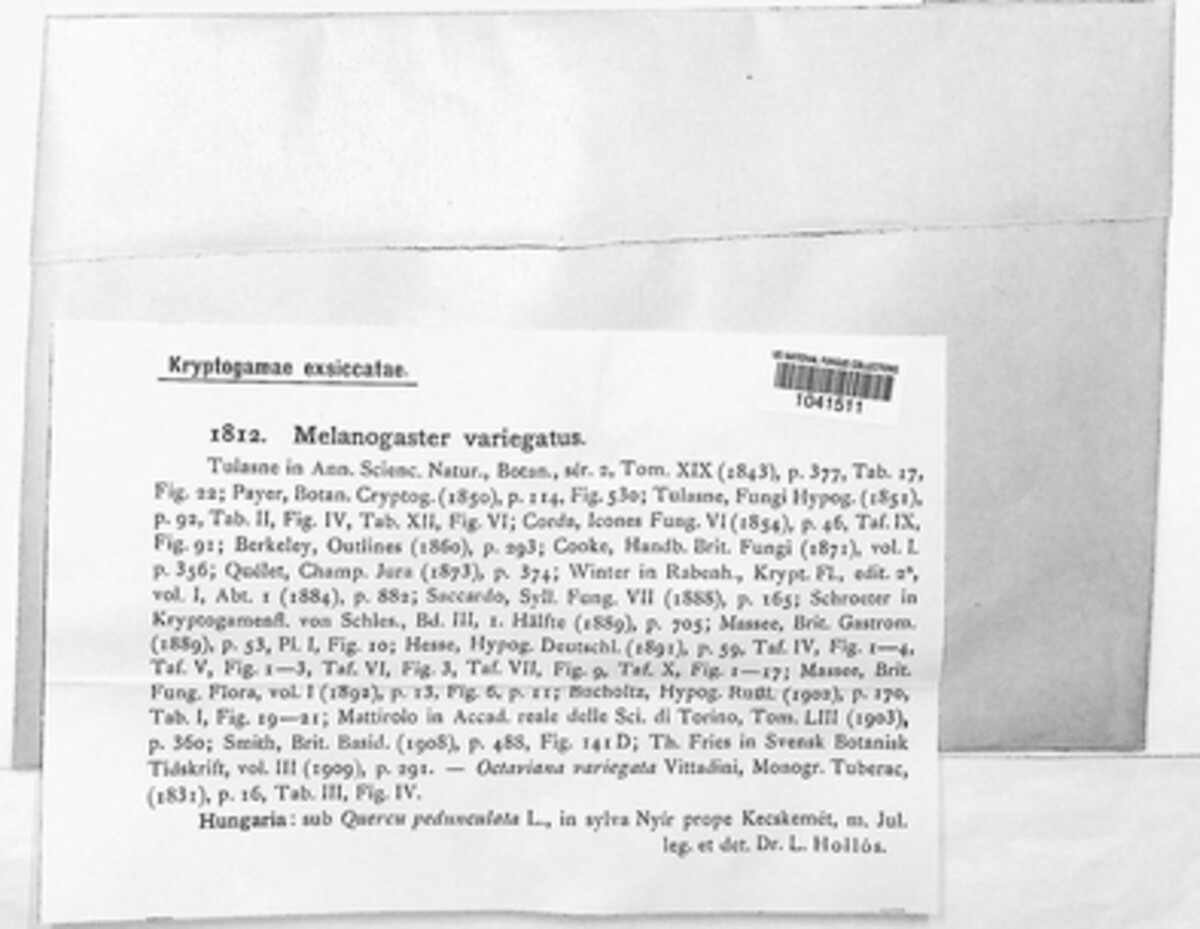 Kryptogamae exsiccatae.
US NATIONAL FUNGUS COLLECTIONS
1041511
1812. Melanogaster variegatus.
Tulasne in Ann. Scienc. Natur., Botan., sér. 2, Tom. XIX (1843), p. 377, Tab. 17,
Fig. 22; Payer, Botan. Cryptog. (1850), p. 114, Fig. 530; Tulasne, Fungi Hypog. (1851),
p. 92, Tab. II, Fig. IV, Tab. XII, Fig. VI; Corda, Icones Fung. VI (1854), p. 46, Taf. IX,
Fig. 91; Berkeley, Outlines (1860), p. 293; Cooke, Handb. Brit. Fungi (1871), vol. I.
p. 356; Quélet, Champ. Jura (1873), p. 374; Winter in Rabenh., Krypt. Fl., edit. 2ª,
vol. I, Abt. 1 (1884), p. 882; Saccardo, Syll. Fung. VII (1888), p. 165; Schroeter in
Kryptogamenfl. von Schles., Bd. III, 1. Hälfte (1889), p. 705; Massee, Brit. Gastrom.
(1889), p. 53, Pl. I, Fig. 10; Hesse, Hypog. Deutschl. (1891), p. 59, Taf. IV, Fig. 1—4,
Taf. V, Fig. 1—3, Taf. VI, Fig. 3, Taf. VII, Fig. 9, Taf. X, Fig. 1—17; Massee, Brit.
Fung. Flora, vol. I (1892), p. 13, Fig. 6, p. 11; Bucholtz, Hypog. Rußl. (1902), p. 170,
Tab. I, Fig. 19—21; Mattirolo in Accad. reale delle Sci. di Torino, Tom. LIII (1903),
p. 360; Smith, Brit. Basid. (1908), p. 488, Fig. 141 D; Th. Fries in Svensk Botanisk
Tidskrift, vol. III (1909), p. 291. — Octaviana variegata Vittadini, Monogr. Tuberac,
(1831), p. 16, Tab. III, Fig. IV.
Hungaria: sub Quercu pedunculata L., in sylva Nyír prope Kecskemét, m. Jul.
leg. et det. Dr. L. Hollós.